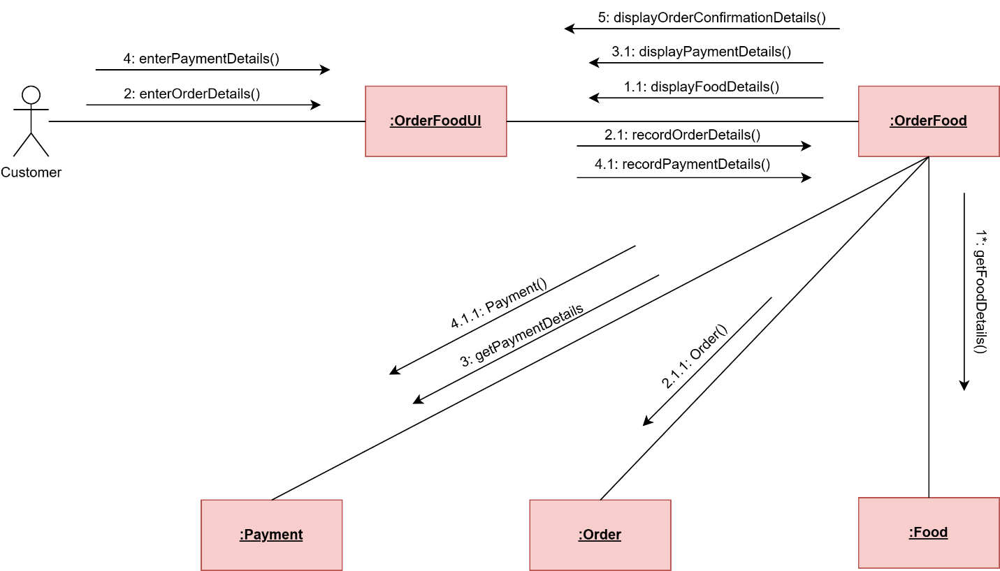 5: displayOrderConfirmationDetails()
4: enterPaymentDetails()
3.1: displayPaymentDetails()
2: enterOrderDetails()
1.1: displayFoodDetails()
:OrderFoodUI
:OrderFood
2.1: recordOrderDetails()
Customer
4.1: recordPaymentDetails()
1*: getFoodDetails()
4.1.1: Payment()
3: getPaymentDetails
2.1.1: Order()
:Payment
:Order
:Food